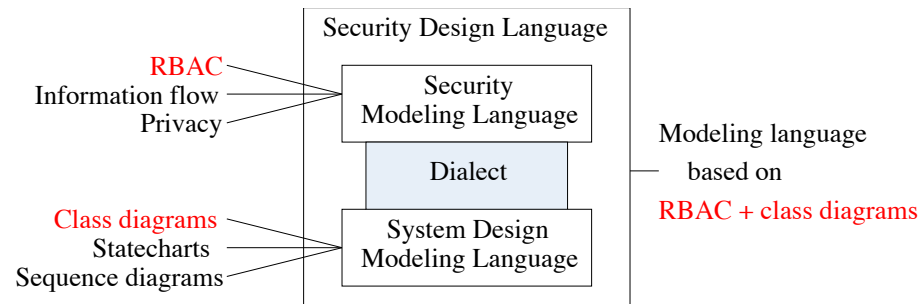 Security Design Language
RBAC
Information flow
Privacy
Security
Modeling Language
Dialect
Class diagrams
Statecharts
Sequence diagrams
System Design
Modeling Language
Modeling language
based on
RBAC + class diagrams